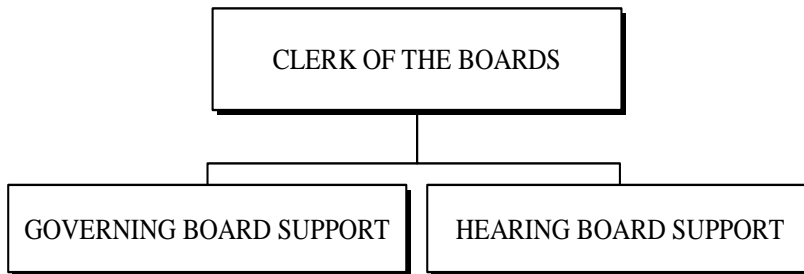 CLERK OF THE BOARDS
GOVERNING BOARD SUPPORT
HEARING BOARD SUPPORT